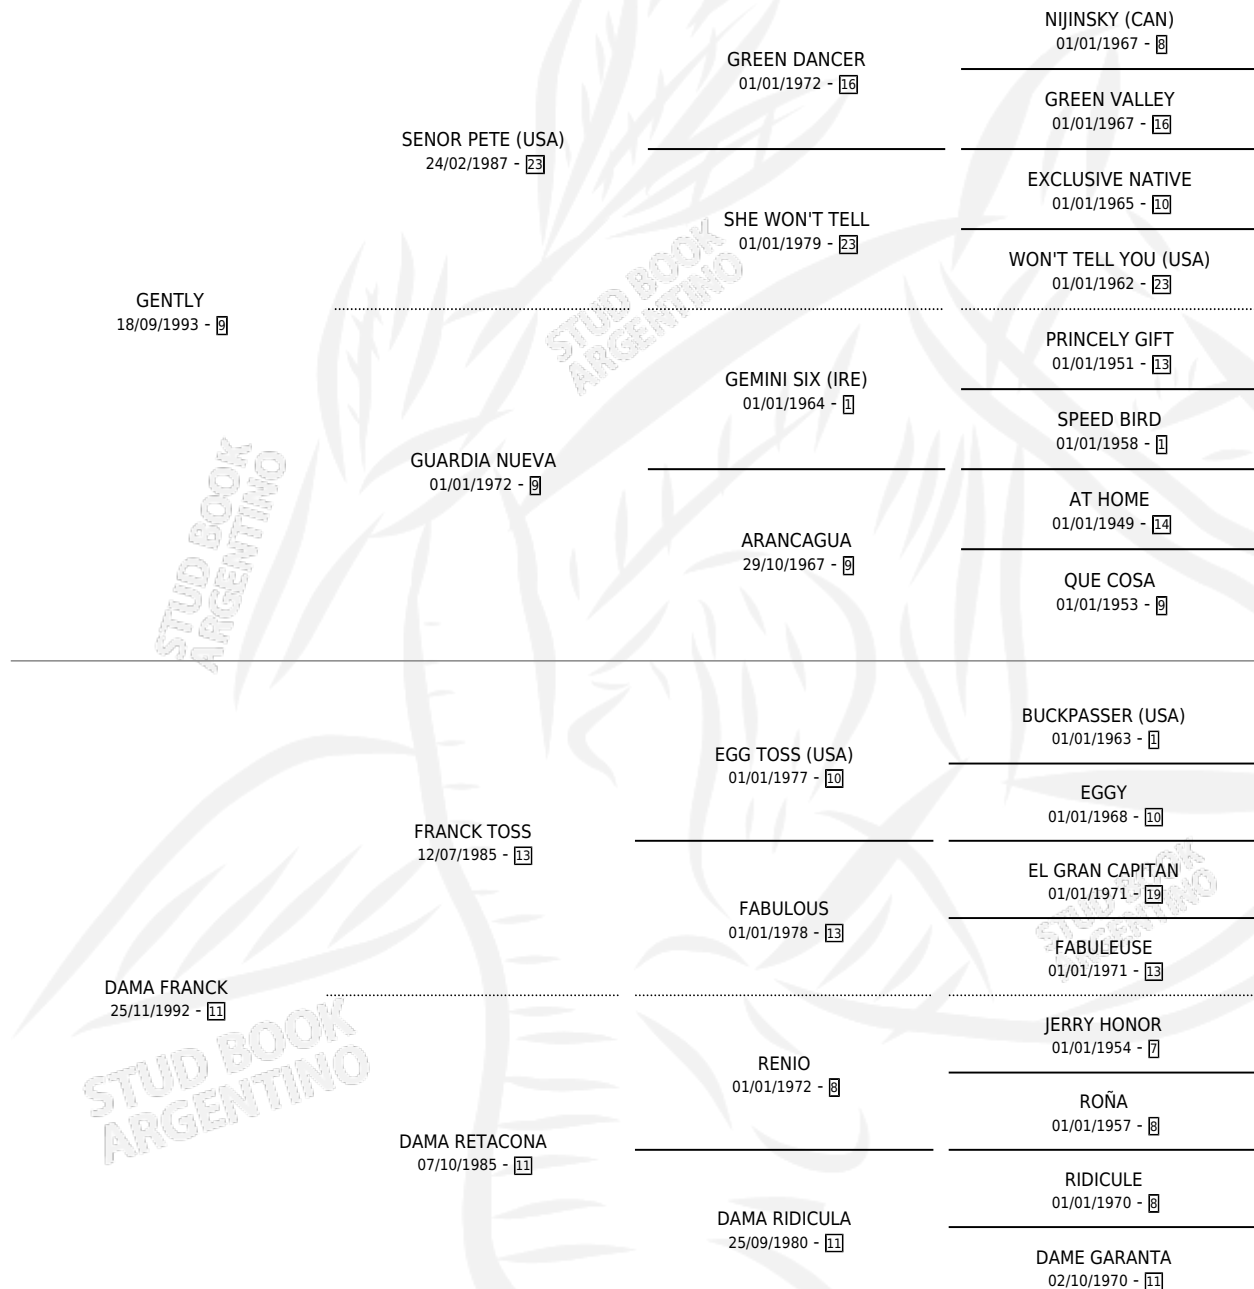 NIJINSKY (CAN)
01/01/1967 - 8
GREEN DANCER
01/01/1972 - 16
GREEN VALLEY
01/01/1967 - 16
SENOR PETE (USA)
24/02/1987 - 23
EXCLUSIVE NATIVE
01/01/1965 - 10
SHE WON'T TELL
01/01/1979 - 23
WON'T TELL YOU (USA)
01/01/1962 - 23
GENTLY
18/09/1993 - 9
PRINCELY GIFT
01/01/1951 - 13
GEMINI SIX (IRE)
01/01/1964 - 1
SPEED BIRD
01/01/1958 - 1
GUARDIA NUEVA
01/01/1972 - 9
AT HOME
01/01/1949 - 14
ARANCAGUA
29/10/1967 - 9
QUE COSA
01/01/1953 - 9
STUD BOOK
ARGENTINO
STUD BOOK
ARGENTINO
BUCKPASSER (USA)
01/01/1963 - 1
EGG TOSS (USA)
01/01/1977 - 10
EGGY
01/01/1968 - 10
FRANCK TOSS
12/07/1985 - 13
EL GRAN CAPITAN
01/01/1971 - 19
FABULOUS
01/01/1978 - 13
FABULEUSE
01/01/1971 - 13
DAMA FRANCK
25/11/1992 - 11
JERRY HONOR
01/01/1954 - 7
RENIO
01/01/1972 - 8
ROÑA
01/01/1957 - 8
DAMA RETACONA
07/10/1985 - 11
RIDICULE
01/01/1970 - 8
DAMA RIDICULA
25/09/1980 - 11
DAME GARANTA
02/10/1970 - 11
STUD BOOK
ARGENTINO
STUD BOOK
ARGENTINO